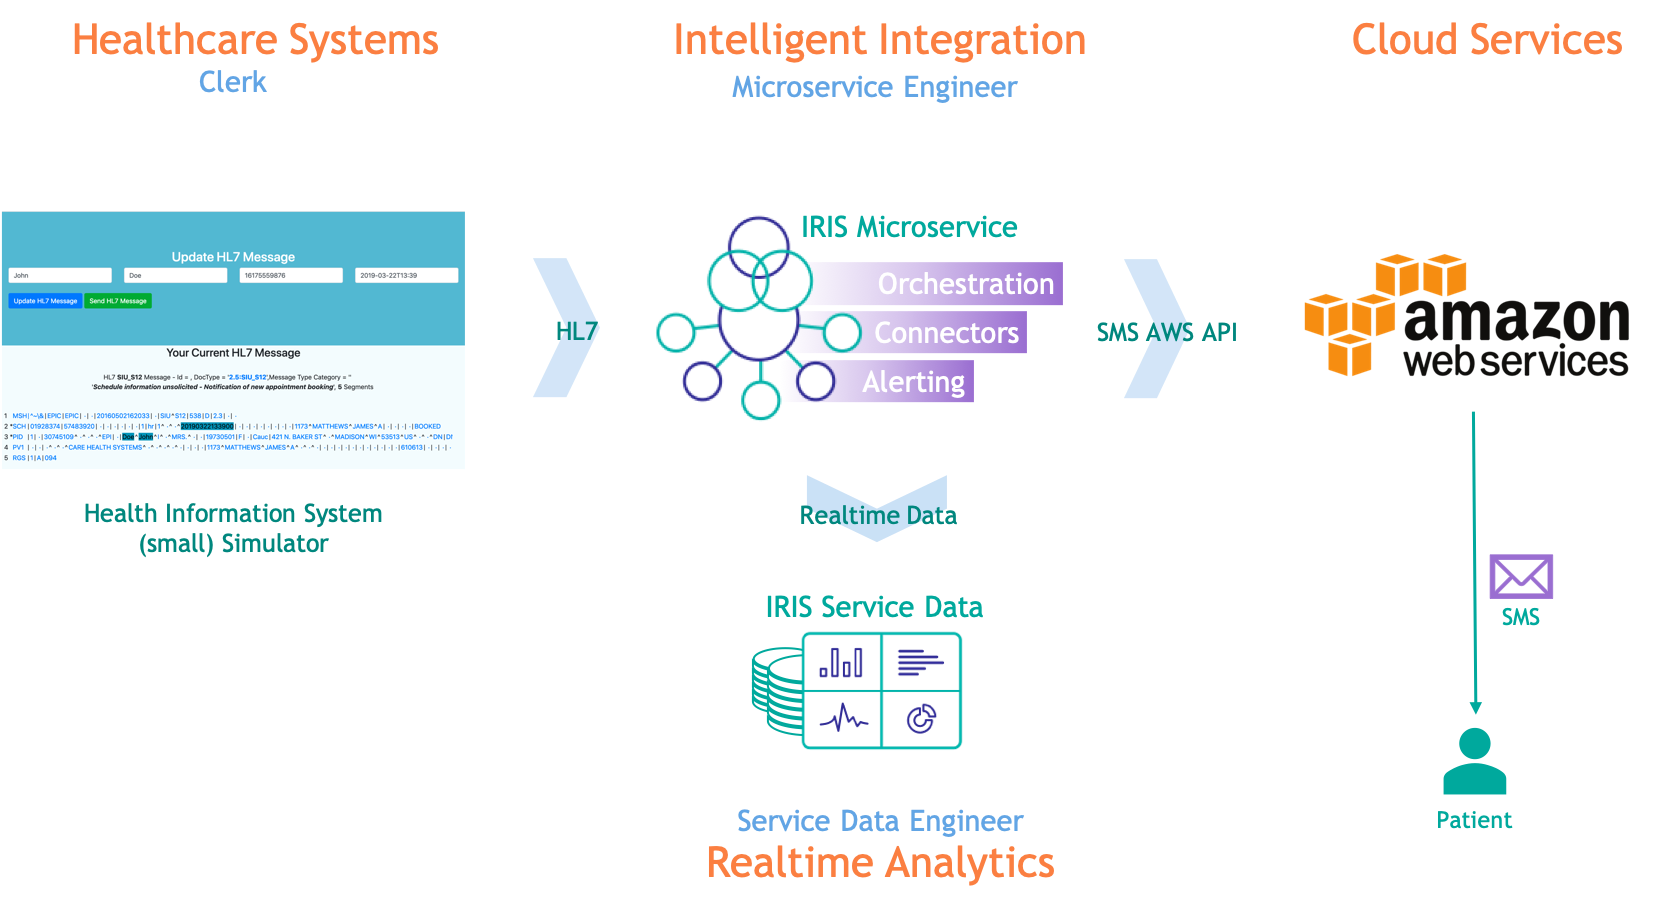 Healthcare Systems
Clerk
Intelligent Integration
Microservice Engineer
Cloud Services
Update HL7 Message
John
Doe
16175559876
2019-03-22T13:39
Update HL7 Message
Send HL7 Message
Your Current HL7 Message
HL7 SIU_S12 Message - Id = , DocType = '2.5:SIU_S12',Message Type Category = ''
'Schedule information unsolicited - Notification of new appointment booking', 5 Segments
1 MSH|^~\&|EPIC|EPIC| -| -|20160502162033| -|SIU^S12|538|D|2.3| -| -
2 *SCH|01928374|57483920| -| -| -| -| -| -|1|hr|1^ -^ -^20190322133900| -| -| -| -| -| -| -|1173^MATTHEWS^JAMES^A| -| -| -| -|BOOKED
3 *PID |1| -|30745109^ -^ -^ -^EPI| -|Doe^John^J^ -^MRS.^ -| -|19730501|F| -|Cauc|421 N. BAKER ST^ -^MADISON^WI^53513^US^ -^ -^DN|DN
4 PV1 | -| -| -^ -^ -^CARE HEALTH SYSTEMS^ -^ -^ -^ -^ -| -| -| -|1173^MATTHEWS^JAMES^A^ -^ -^ -| -| -| -| -| -| -| -| -| -| -|610613| -| -| -| -
5 RGS |1|A|094
Health Information System
(small) Simulator
HL7
IRIS Microservice
Orchestration
Connectors
Alerting
SMS AWS API
amazon
web services
Realtime Data
IRIS Service Data
SMS
Patient
Service Data Engineer
Realtime Analytics